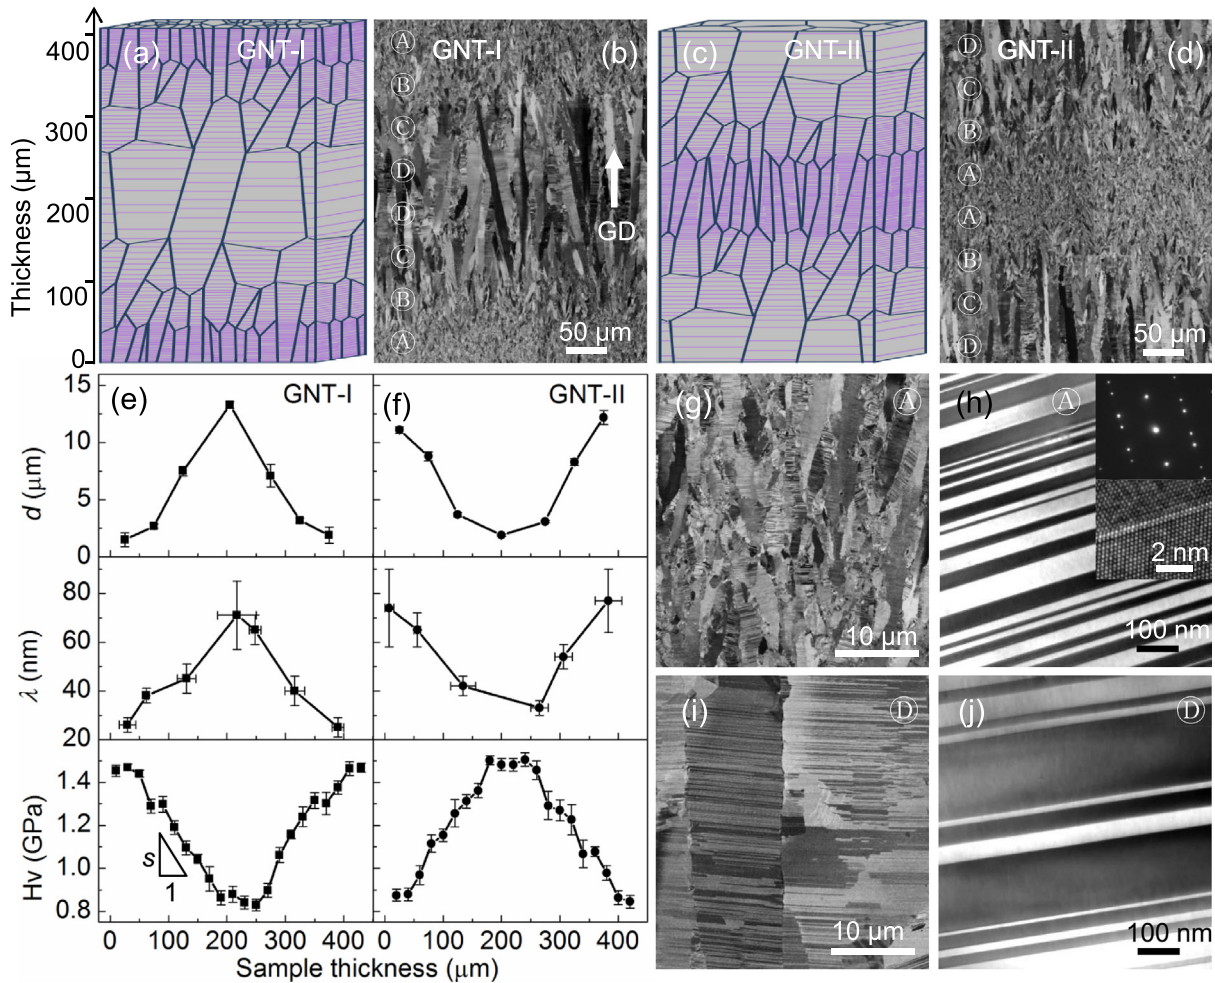 Thickness (μm)
400
300
200
100
0
(a)
GNT-I
GNT-I
(b)
Ⓐ
Ⓑ
Ⓒ
Ⓓ
Ⓓ
Ⓒ
Ⓑ
Ⓐ
GD
50 μm
(c)
GNT-II
GNT-II
(d)
Ⓓ
Ⓒ
Ⓑ
Ⓐ
Ⓐ
Ⓑ
Ⓒ
Ⓓ
50 μm
(e)
GNT-I
(f)
GNT-II
d (μm)
15
10
5
0
λ (nm)
80
60
40
20
Hv (GPa)
1.4
1.2
1.0
0.8
s
1
0 100 200 300 400 0 100 200 300 400
Sample thickness (μm)
(g)
Ⓐ
10 μm
(h)
Ⓐ
2 nm
100 nm
(i)
Ⓓ
10 μm
(j)
Ⓓ
100 nm